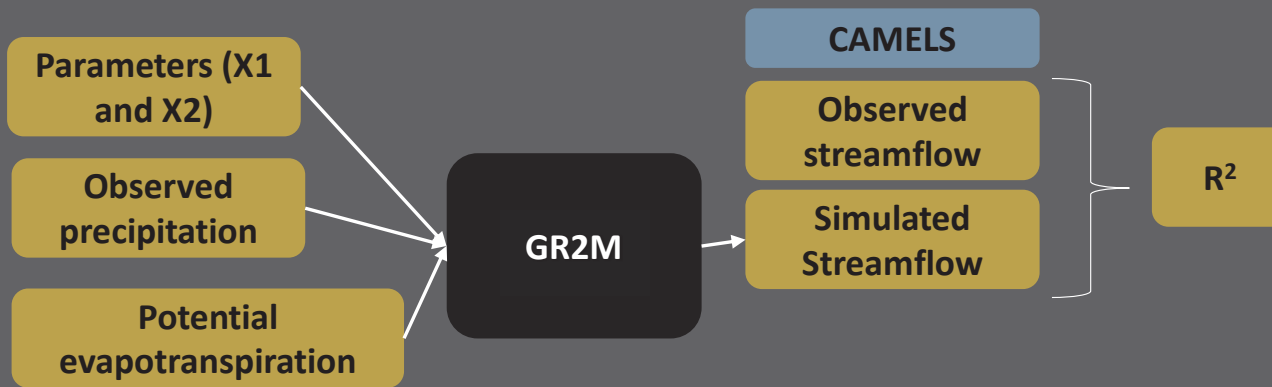 Parameters (X1
and X2)
Observed
precipitation
Potential
evapotranspiration
GR2M
CAMELS
Observed
streamflow
Simulated
Streamflow
R²